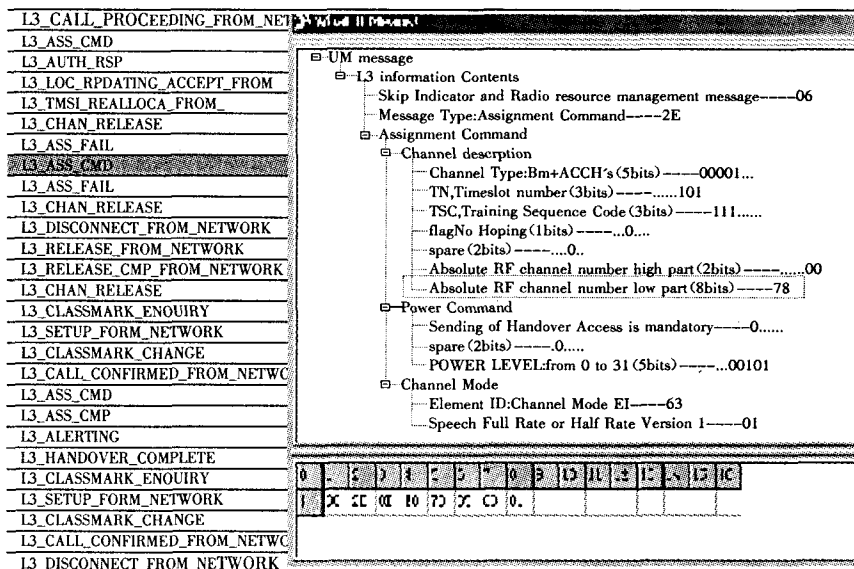 L3_CALL_PROCEEDING_FROM_NET
L3_ASS_CMD
L3_AUTH_RSP
L3_LOC_RPDATING_ACCEPT_FROM
L3_TMSI_REALLOCA_FROM_
L3_CHAN_RELEASE
L3_ASS_FAIL
L3_ASS_CMD
L3_ASS_FAIL
L3_CHAN_RELEASE
L3_DISCONNECT_FROM_NETWORK
L3_RELEASE_FROM_NETWORK
L3_RELEASE_CMP_FROM_NETWORK
L3_CHAN_RELEASE
L3_CLASSMARK_ENOUIRY
L3_SETUP_FORM_NETWORK
L3_CLASSMARK_CHANGE
L3_CALL_CONFIRMED_FROM_NETWC
L3_ASS_CMD
L3_ASS_CMP
L3_ALERTING
L3_HANDOVER_COMPLETE
L3_CLASSMARK_ENOUIRY
L3_SETUP_FORM_NETWORK
L3_CLASSMARK_CHANGE
L3_CALL_CONFIRMED_FROM_NETWC
L3_DISCONNECT_FROM_NETWORK
UM message
L3 information Contents
Skip Indicator and Radio resource management message----06
Message Type:Assignment Command----2E
Assignment Command
Channel descrption
Channel Type:Bm+ACCH's(5bits)----00001...
TN,Timeslot number(3bits)----......101
TSC,Training Sequence Code(3bits)----111......
flagNo Hoping(1bits)----...0....
spare(2bits)----....0..
Absolute RF channel number high part(2bits)----......00
Absolute RF channel number low part(8bits)----78
Power Command
Sending of Handover Access is mandatory----0......
spare(2bits)----.0.....
POWER LEVEL:from 0 to 31(5bits)----...00101
Channel Mode
Element ID:Channel Mode EI----63
Speech Full Rate or Half Rate Version 1----01